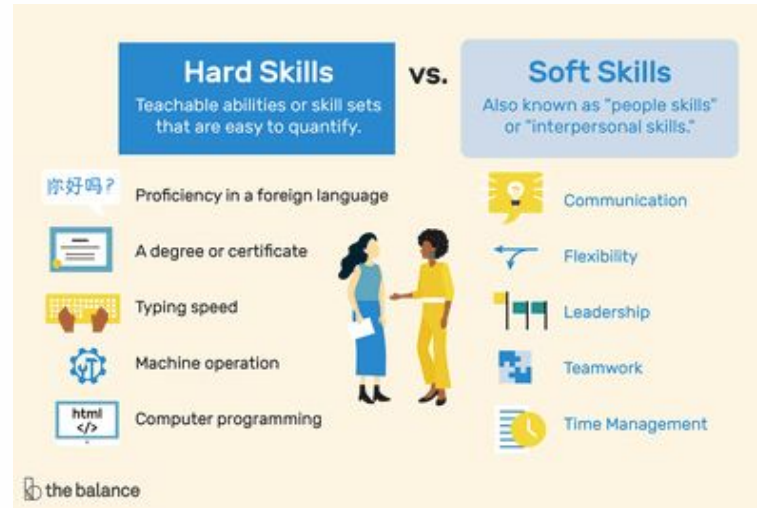 Hard Skills
Teachable abilities or skill sets
that are easy to quantify.
vs.
Soft Skills
Also known as "people skills"
or "interpersonal skills."
你好吗?
Proficiency in a foreign language
A degree or certificate
Typing speed
Machine operation
html
</>
Computer programming
Communication
Flexibility
Leadership
Teamwork
Time Management
the balance